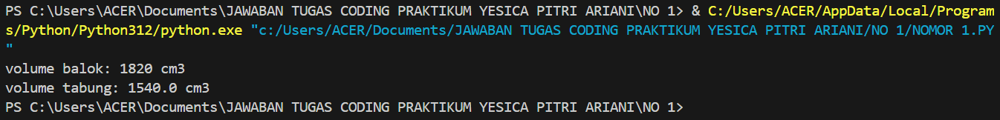 PS C:\Users\ACER\Documents\JAWABAN TUGAS CODING PRAKTIKUM YESICA PITRI ARIANI\NO 1> & C:/Users/ACER/AppData/Local/Program
s/Python/Python312/python.exe "c:/Users/ACER/Documents/JAWABAN TUGAS CODING PRAKTIKUM YESICA PITRI ARIANI/NO 1/NOMOR 1.PY
"
volume balok: 1820 cm3
volume tabung: 1540.0 cm3
PS C:\Users\ACER\Documents\JAWABAN TUGAS CODING PRAKTIKUM YESICA PITRI ARIANI\NO 1>